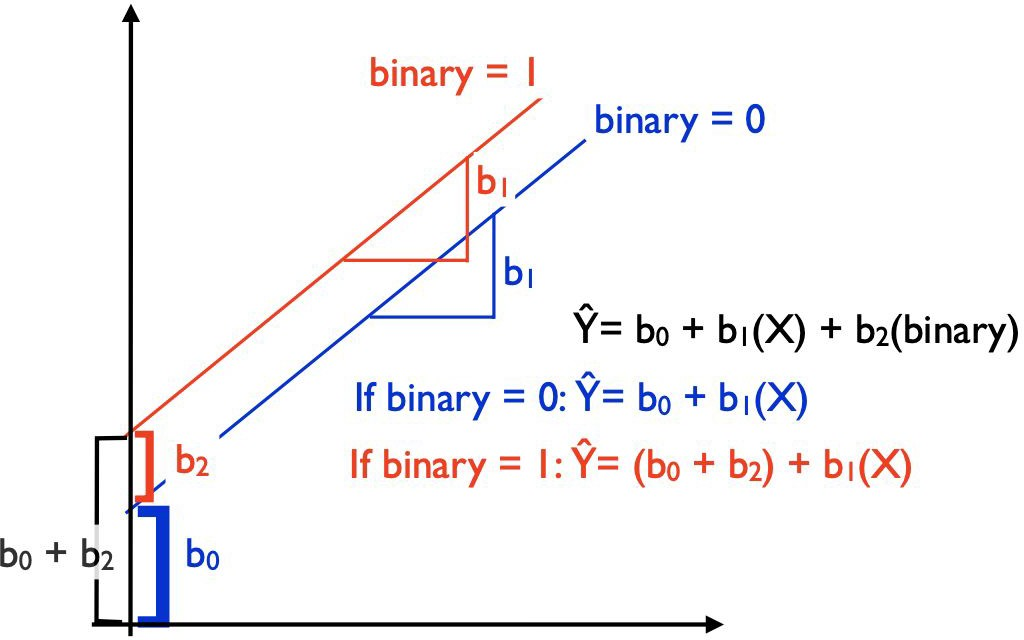 binary = 1
binary = 0
b₁
b₁
Ŷ= b₀ + b₁(X) + b₂(binary)
If binary = 0: Ŷ= b₀ + b₁(X)
If binary = 1: Ŷ= (b₀ + b₂) + b₁(X)
b₂
b₀ + b₂
b₀